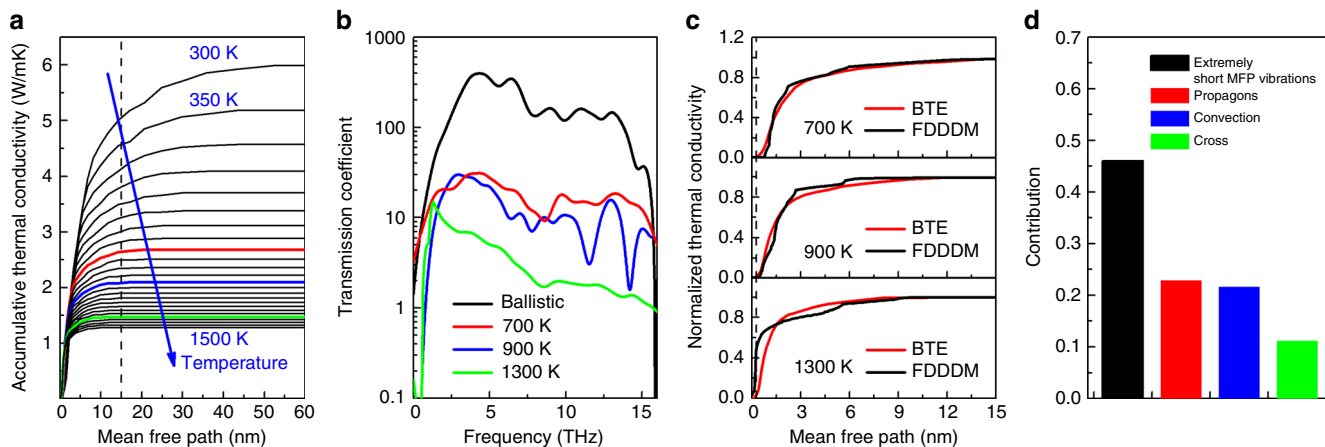 a
Accumulative thermal conductivity (W/mK)
6
5
4
3
2
1
300 K
350 K
1500 K
Temperature
0 10 20 30 40 50 60
Mean free path (nm)
b
Transmission coefficient
1000
100
10
1
0.1
Ballistic
700 K
900 K
1300 K
0 5 10 15
Frequency (THz)
c
Normalized thermal conductivity
1.2
0.8
0.4
0.0
BTE
700 K
FDDDM
0.8
0.4
0.0
BTE
900 K
FDDDM
0.8
0.4
0.0
BTE
1300 K
FDDDM
0 3 6 9 12 15
Mean free path (nm)
d
Contribution
0.7
0.6
0.5
0.4
0.3
0.2
0.1
0.0
Extremely
short MFP vibrations
Propagons
Convection
Cross